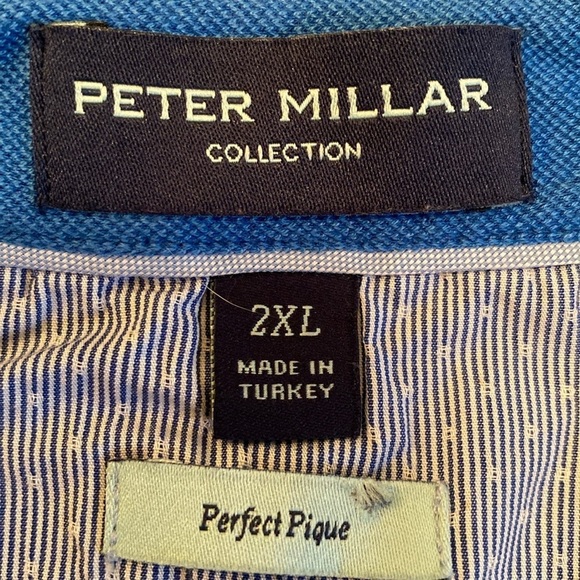 PETER MILLAR
COLLECTION
2XL
MADE IN
TURKEY
Perfect Pique